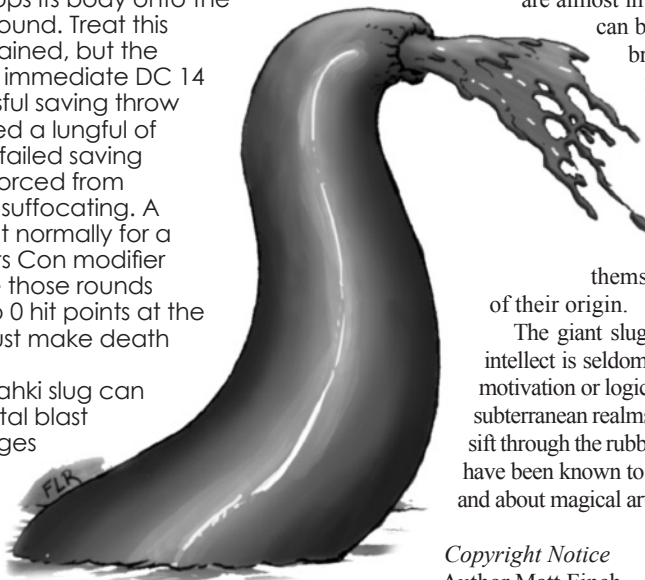 ps its body onto the
ound. Treat this
ained, but the
immediate DC 14
sful saving throw
ed a lungful of
failed saving
orced from
suffocating. A
t normally for a
s Con modifier
those rounds
0 hit points at the
ust make death
ahki slug can
tal blast
ges
FLR
are almost in
can b
br
thems
of their origin.
The giant slug
intellect is seldom
motivation or logic
subterranean realms
sift through the rubb
have been known to
and about magical ar
Copyright Notice
Author Matt Finch